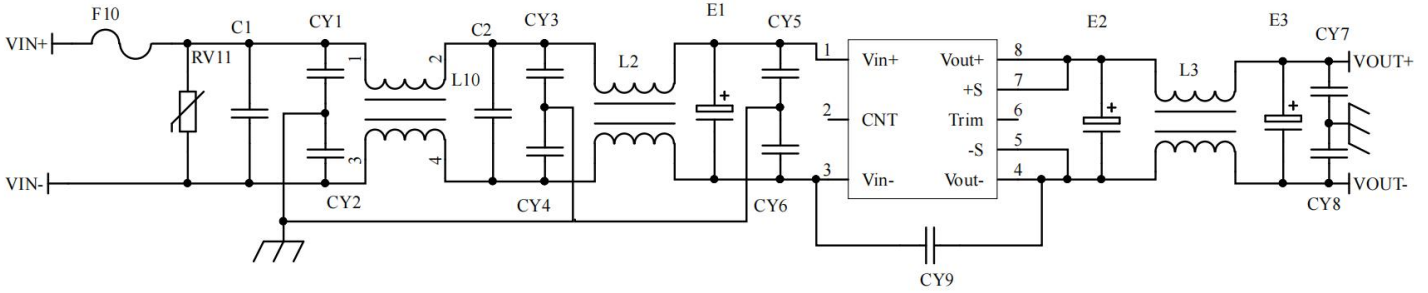 F10
VIN+
RV11
C1
CY1
1
2
L10
C2
CY3
L2
E1
CY5
1
Vin+
Vout+
8
+S
7
2
CNT
Trim
6
-S
5
3
Vin-
Vout-
4
E2
L3
E3
CY7
VOUT+
VIN-
3
4
CY2
CY4
CY6
CY9
CY8
VOUT-
+
+
+